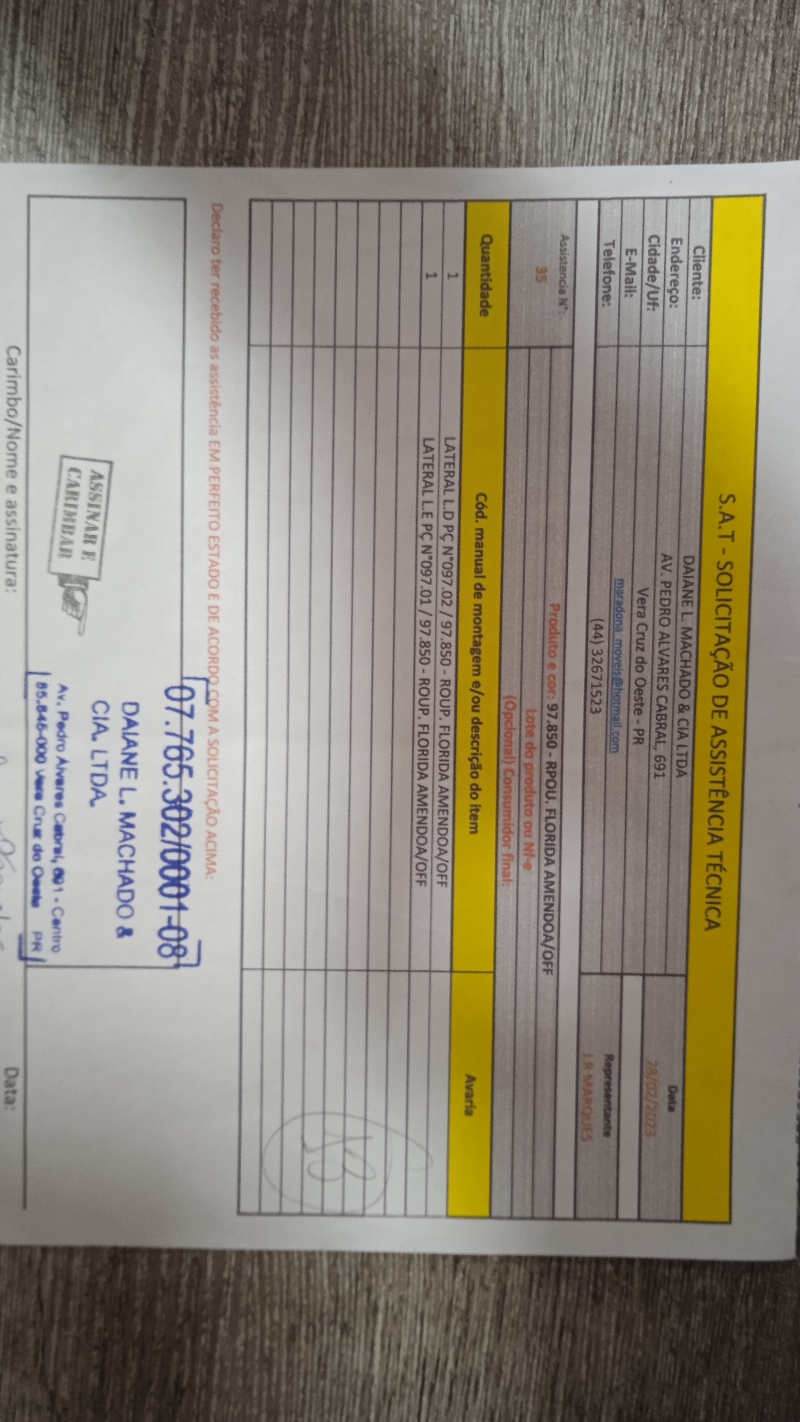 S.A.T - SOLICITAÇÃO DE ASSISTÊNCIA TÉCNICA
Cliente: DAIANE L. MACHADO & CIA LTDA Data
Endereço: AV. PEDRO ALVARES CABRAL, 691 28/02/2023
Cidade/Uf: Vera Cruz do Oeste - PR
E-Mail: maradona_moveis@hotmail.com Representante
Telefone: (44) 32671523 J.R MARQUES
Assistencia N°: Produto e cor: 97.850 - RPOU. FLORIDA AMENDOA/OFF
35 Lote do produto ou Nf-e
(Opcional) Consumidor final:
Quantidade Cód. manual de montagem e/ou descrição do item Avaria
1 LATERAL L.D PÇ N°097.02 / 97.850 - ROUP. FLORIDA AMENDOA/OFF
1 LATERAL L.E PÇ N°097.01 / 97.850 - ROUP. FLORIDA AMENDOA/OFF
Declaro ter recebido as assistência EM PERFEITO ESTADO E DE ACORDO COM A SOLICITAÇÃO ACIMA:
07.765.302/0001-08
DAIANE L. MACHADO &
CIA. LTDA.
Av. Pedro Alvares Cabral, 691 - Centro
85.845-000 Vera Cruz do Oeste PR
ASSINAR E
CARIMBAR
Carimbo/Nome e assinatura: Data: